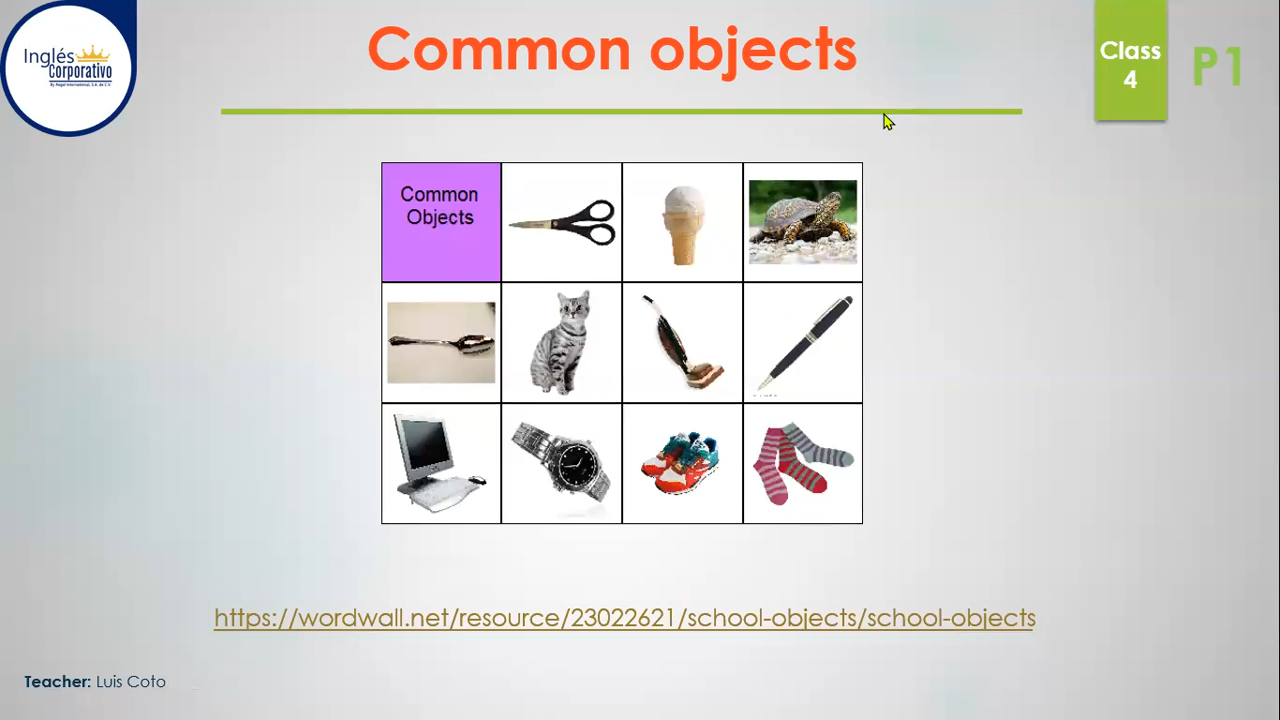 Common objects
Class
4
P1
Inglés
Corporativo
Common
Objects
https://wordwall.net/resource/23022621/school-objects/school-objects
Teacher: Luis Coto